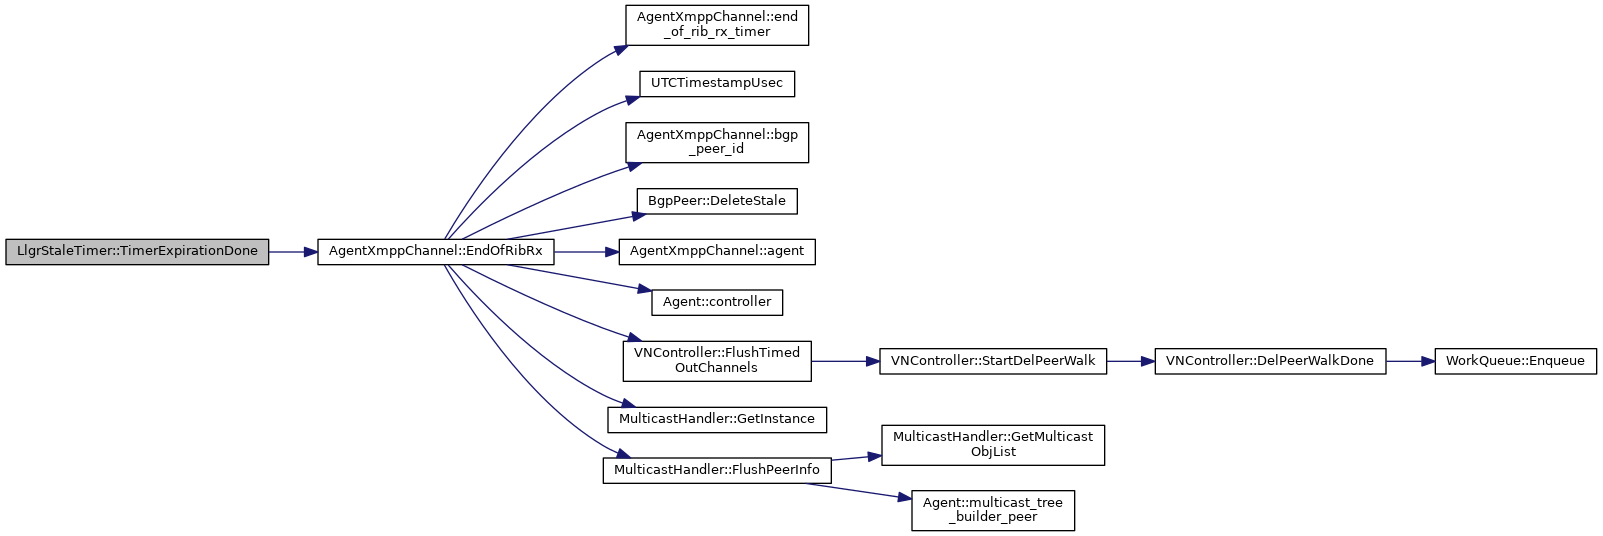 AgentXmppChannel::end
_of_rib_rx_timer
UTCTimestampUsec
AgentXmppChannel::bgp
_peer_id
BgpPeer::DeleteStale
LlgrStaleTimer::TimerExpirationDone
AgentXmppChannel::EndOfRibRx
AgentXmppChannel::agent
Agent::controller
VNController::FlushTimed
OutChannels
VNController::StartDelPeerWalk
VNController::DelPeerWalkDone
WorkQueue::Enqueue
MulticastHandler::GetInstance
MulticastHandler::FlushPeerInfo
MulticastHandler::GetMulticast
ObjList
Agent::multicast_tree
_builder_peer